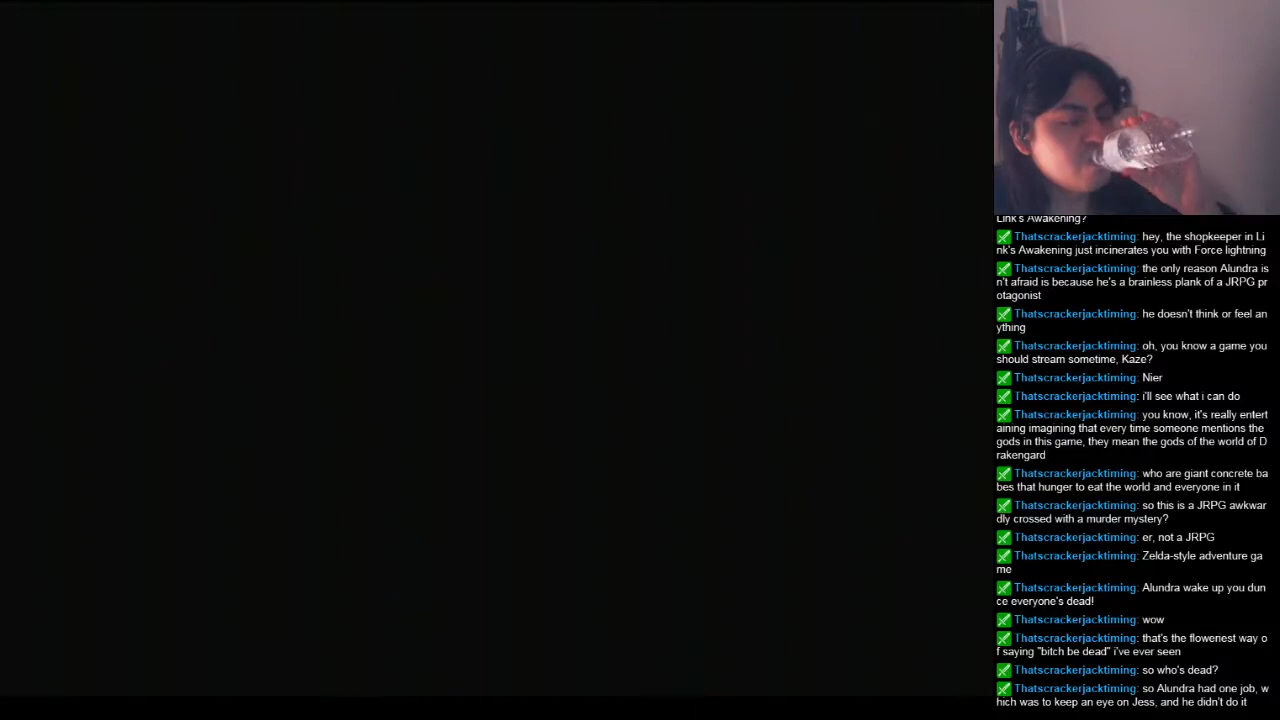 Link's Awakening?
Thatscrackerjacktiming: hey, the shopkeeper in Li
nk's Awakening just incinerates you with Force lightning
Thatscrackerjacktiming: the only reason Alundra is
n't afraid is because he's a brainless plank of a JRPG pr
otagonist
Thatscrackerjacktiming: he doesn't think or feel an
ything
Thatscrackerjacktiming: oh, you know a game you
should stream sometime, Kaze?
Thatscrackerjacktiming: Nier
Thatscrackerjacktiming: i'll see what i can do
Thatscrackerjacktiming: you know, it's really entert
aining imagining that every time someone mentions the
gods in this game, they mean the gods of the world of D
rakengard
Thatscrackerjacktiming: who are giant concrete ba
bes that hunger to eat the world and everyone in it
Thatscrackerjacktiming: so this is a JRPG awkwar
dly crossed with a murder mystery?
Thatscrackerjacktiming: er, not a JRPG
Thatscrackerjacktiming: Zelda-style adventure ga
me
Thatscrackerjacktiming: Alundra wake up you dun
ce everyone's dead!
Thatscrackerjacktiming: wow
Thatscrackerjacktiming: that's the floweriest way o
f saying "bitch be dead" i've ever seen
Thatscrackerjacktiming: so who's dead?
Thatscrackerjacktiming: so Alundra had one job, w
hich was to keep an eye on Jess, and he didn't do it